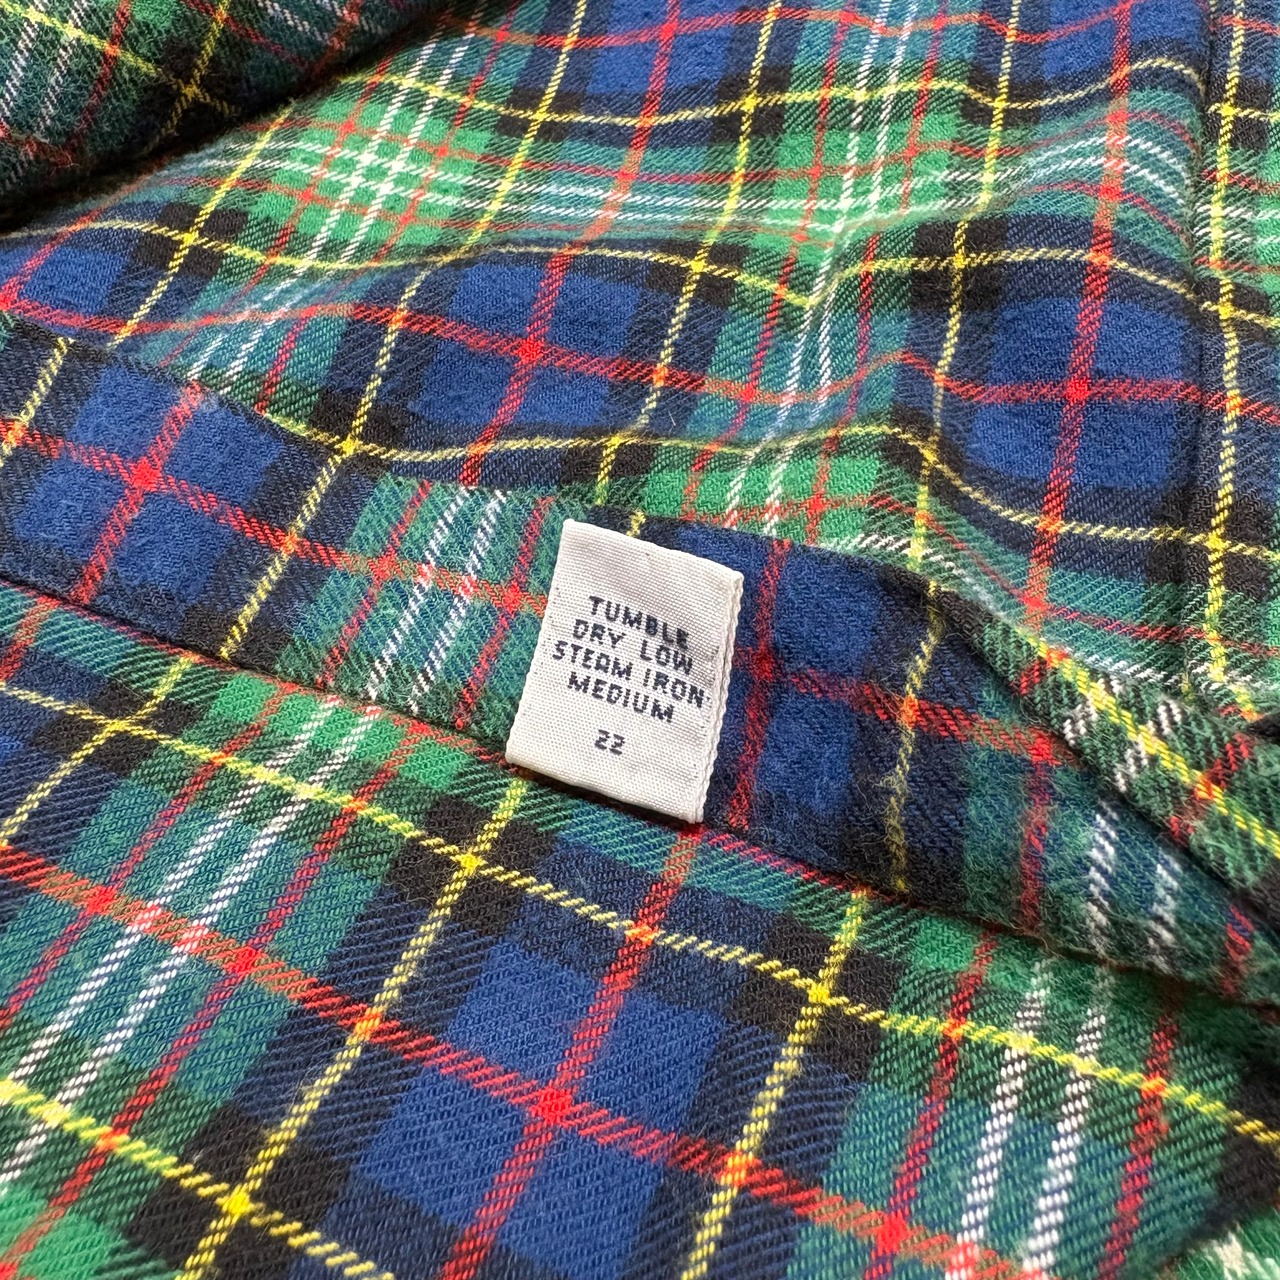 TUMBLE
DRY LOW
STEAM IRON
MEDIUM
22